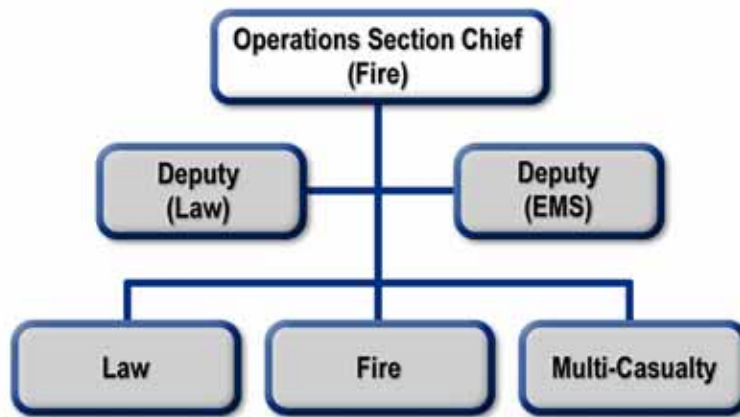 Operations Section Chief
(Fire)
Deputy
(Law)
Deputy
(EMS)
Law
Fire
Multi-Casualty